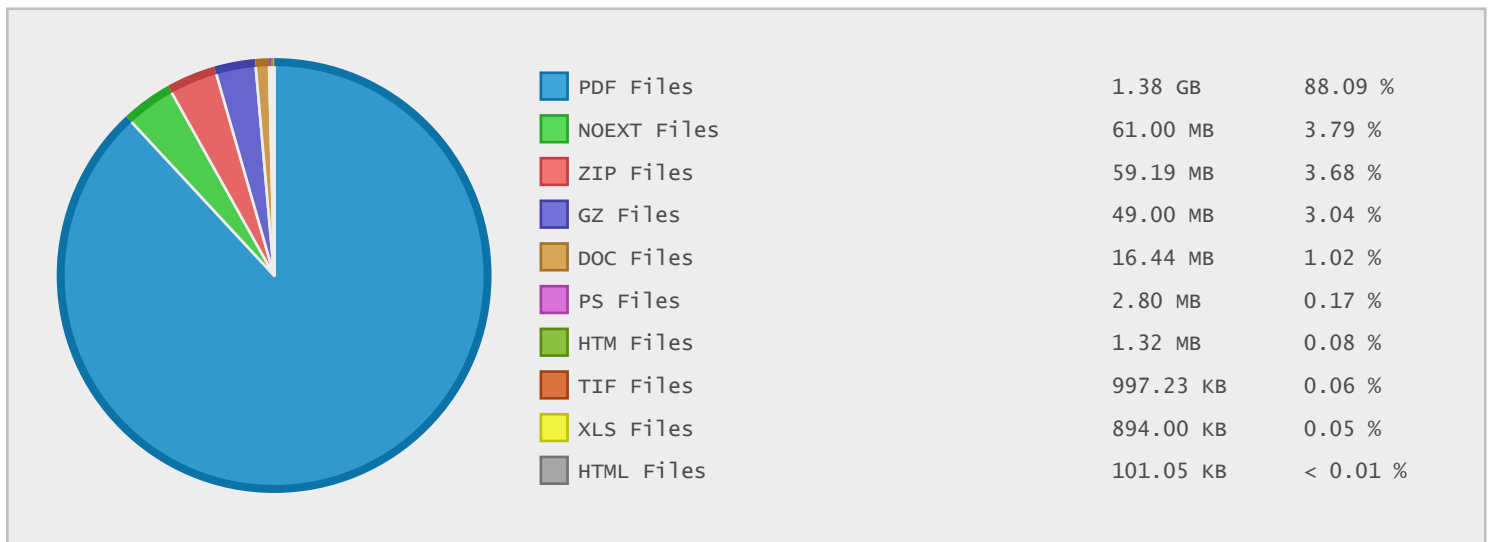 PDF Files 1.38 GB 88.09 %
NOEXT Files 61.00 MB 3.79 %
ZIP Files 59.19 MB 3.68 %
GZ Files 49.00 MB 3.04 %
DOC Files 16.44 MB 1.02 %
PS Files 2.80 MB 0.17 %
HTM Files 1.32 MB 0.08 %
TIF Files 997.23 KB 0.06 %
XLS Files 894.00 KB 0.05 %
HTML Files 101.05 KB < 0.01 %